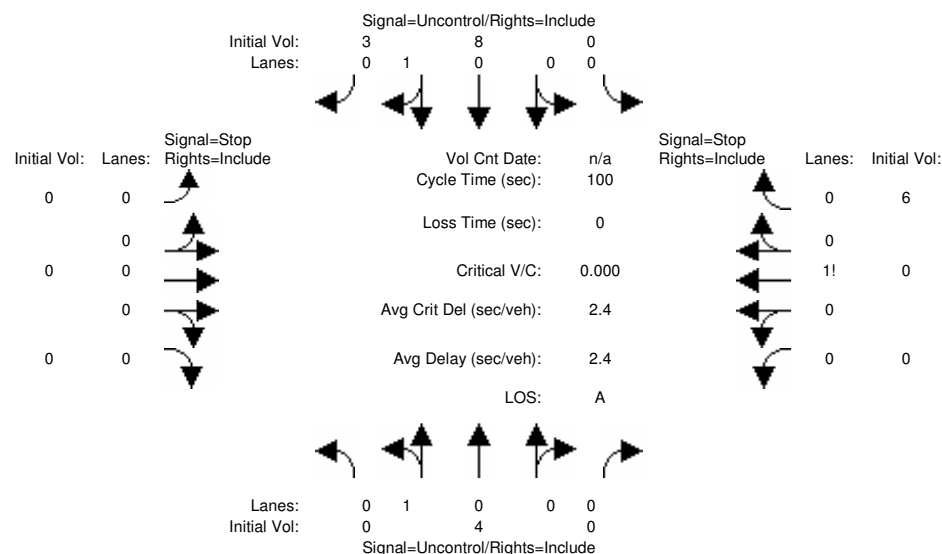 Signal=Uncontrol/Rights=Include
Initial Vol: 3 8 0
Lanes: 0 1 0 0 0
Signal=Stop Signal=Stop
Initial Vol: Lanes: Rights=Include Vol Cnt Date: n/a Rights=Include Lanes: Initial Vol:
Cycle Time (sec): 100
0 0 0 6
Loss Time (sec): 0
0 0
0 0 Critical V/C: 0.000 1! 0
0 Avg Crit Del (sec/veh): 2.4 0
0 0 Avg Delay (sec/veh): 2.4 0 0
LOS: A
Lanes: 0 1 0 0 0
Initial Vol: 0 4 0
Signal=Uncontrol/Rights=Include